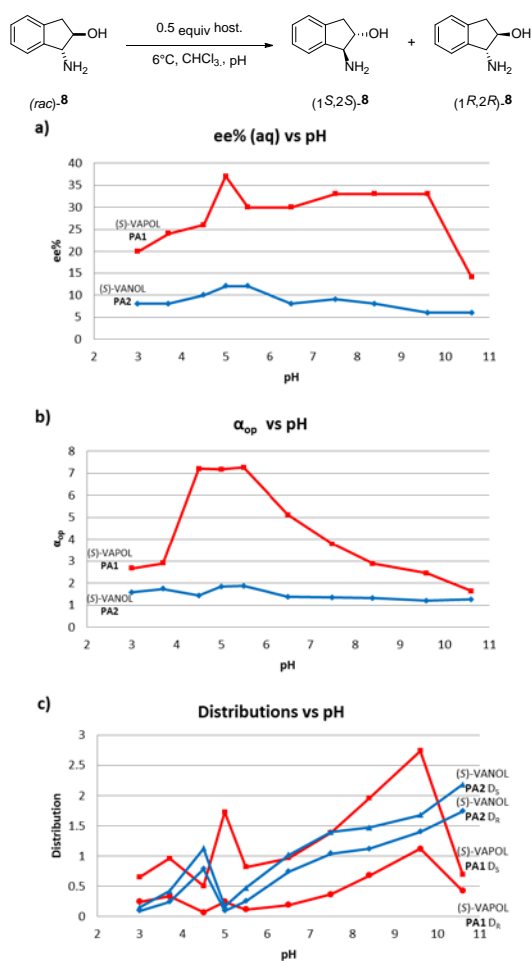 OH
NH₂
(rac)-8
0.5 equiv host.
6°C, CHCl₃., pH
OH
NH₂
(1S,2S)-8
+
OH
NH₂
(1R,2R)-8
a)
ee% (aq) vs pH
ee%
40
35
30
25
20
15
10
5
0
(S)-VAPOL
PA1
(S)-VANOL
PA2
2 3 4 5 6 7 8 9 10 11
pH
b)
αop vs pH
αop
8
7
6
5
4
3
2
1
0
(S)-VAPOL
PA1
(S)-VANOL
PA2
2 3 4 5 6 7 8 9 10 11
pH
c)
Distributions vs pH
Distribution
3
2.5
2
1.5
1
0.5
0
(S)-VANOL
PA2 DS
(S)-VANOL
PA2 DR
(S)-VAPOL
PA1 DS
(S)-VAPOL
PA1 DR
2 3 4 5 6 7 8 9 10 11
pH